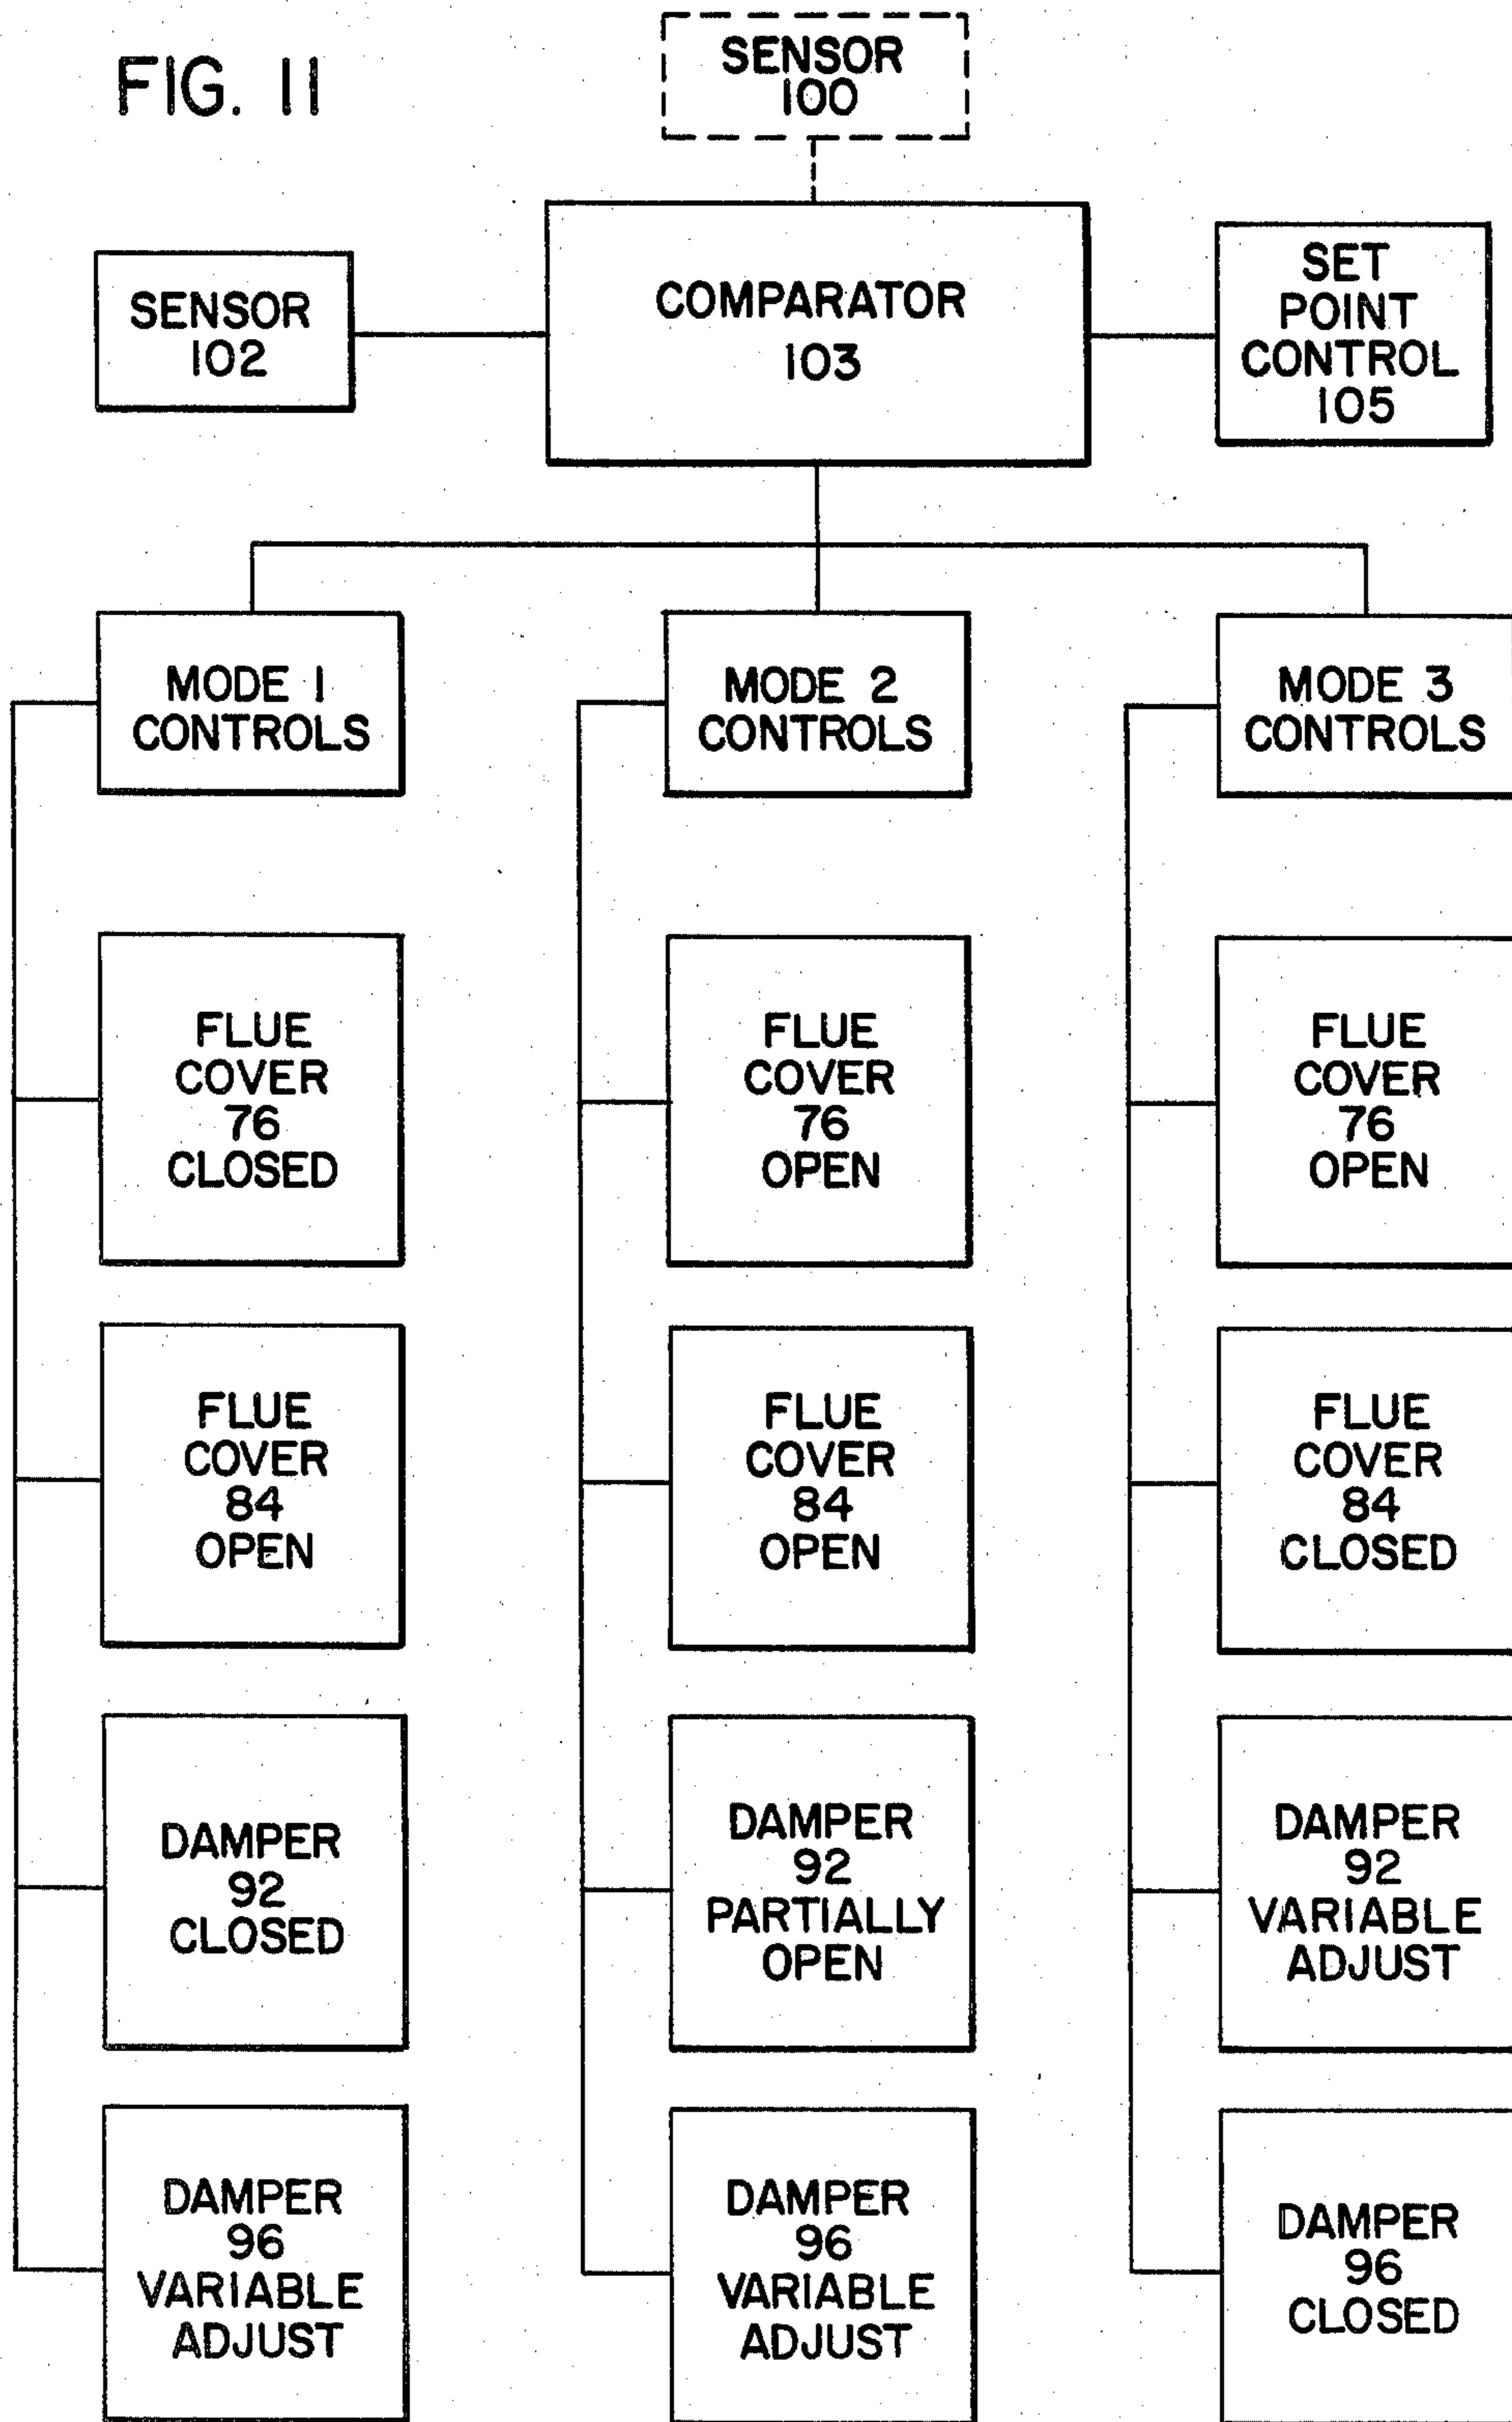 FIG. 11
SENSOR
100
SENSOR
102
COMPARATOR
103
SET
POINT
CONTROL
105
MODE 1
CONTROLS
MODE 2
CONTROLS
MODE 3
CONTROLS
FLUE
COVER
76
CLOSED
FLUE
COVER
76
OPEN
FLUE
COVER
76
OPEN
FLUE
COVER
84
OPEN
FLUE
COVER
84
OPEN
FLUE
COVER
84
CLOSED
DAMPER
92
CLOSED
DAMPER
92
PARTIALLY
OPEN
DAMPER
92
VARIABLE
ADJUST
DAMPER
96
VARIABLE
ADJUST
DAMPER
96
VARIABLE
ADJUST
DAMPER
96
CLOSED